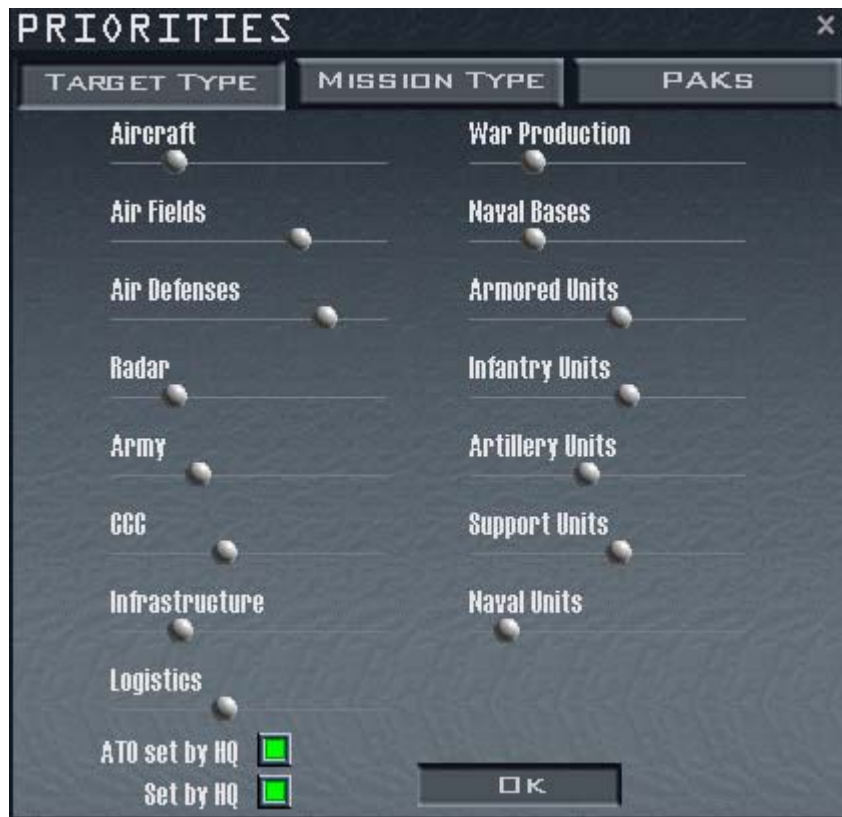 PRIORITIES
TARGET TYPE
MISSION TYPE
PAKS
Aircraft
Air Fields
Air Defenses
Radar
Army
CCC
Infrastructure
Logistics
ATO set by HQ
Set by HQ
War Production
Naval Bases
Armored Units
Infantry Units
Artillery Units
Support Units
Naval Units
OK